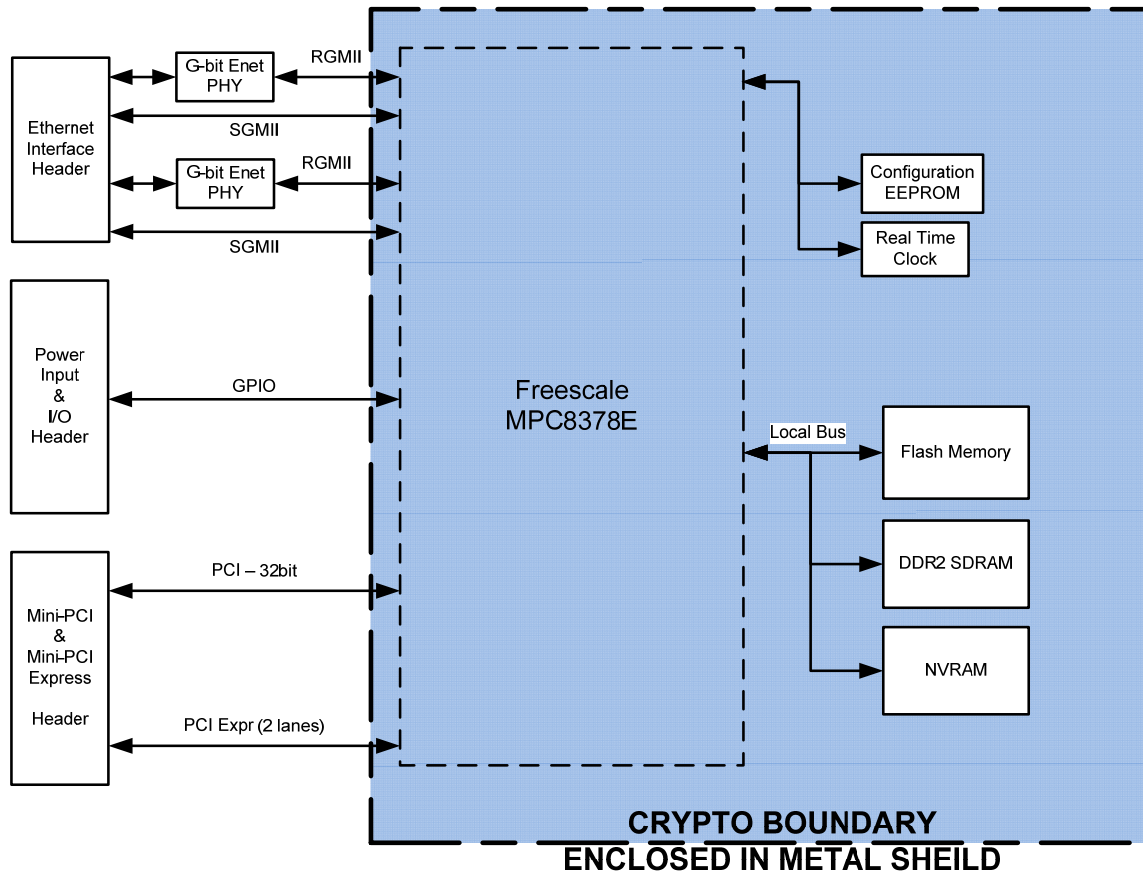 RGMII
G-bit Enet
PHY
Ethernet
Interface
Header
SGMII
RGMII
G-bit Enet
PHY
SGMII
Configuration
EEPROM
Real Time
Clock
Power
Input
&
I/O
Header
GPIO
Freescale
MPC8378E
Local Bus
Flash Memory
DDR2 SDRAM
NVRAM
PCI – 32bit
Mini-PCI
&
Mini-PCI
Express
Header
PCI Expr (2 lanes)
CRYPTO BOUNDARY
ENCLOSED IN METAL SHEILD